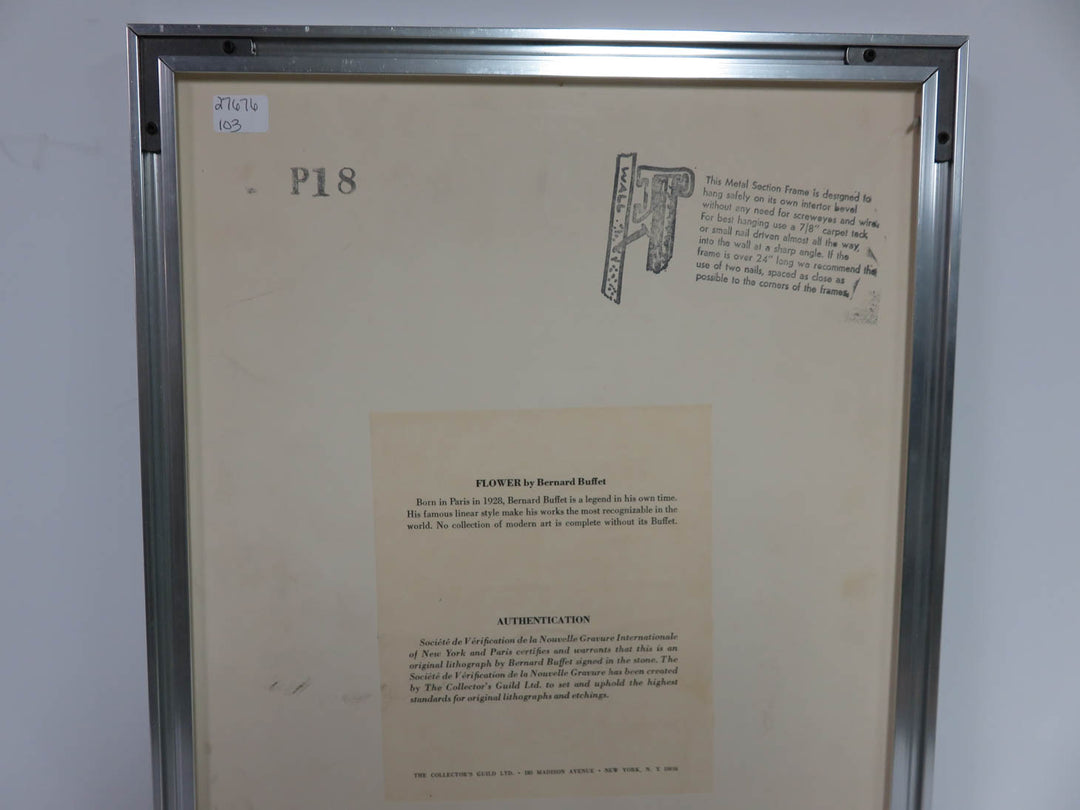 27676
103
P18
WALL
This Metal Section Frame is designed to
hang safely on its own interior bevel
without any need for screweyes and wire.
For best hanging use a 7/8" carpet tack
or small nail driven almost all the way
into the wall at a sharp angle. If the
frame is over 24" long we recommend the
use of two nails, spaced as close as
possible to the corners of the frames.
FLOWER by Bernard Buffet
Born in Paris in 1928, Bernard Buffet is a legend in his own time.
His famous linear style make his works the most recognizable in the
world. No collection of modern art is complete without its Buffet.
AUTHENTICATION
Société de Vérification de la Nouvelle Gravure Internationale
of New York and Paris certifies and warrants that this is an
original lithograph by Bernard Buffet signed in the stone. The
Société de Vérification de la Nouvelle Gravure has been created
by The Collector's Guild Ltd. to set and uphold the highest
standards for original lithographs and etchings.
THE COLLECTOR'S GUILD LTD. • 185 MADISON AVENUE • NEW YORK, N. Y. 10016